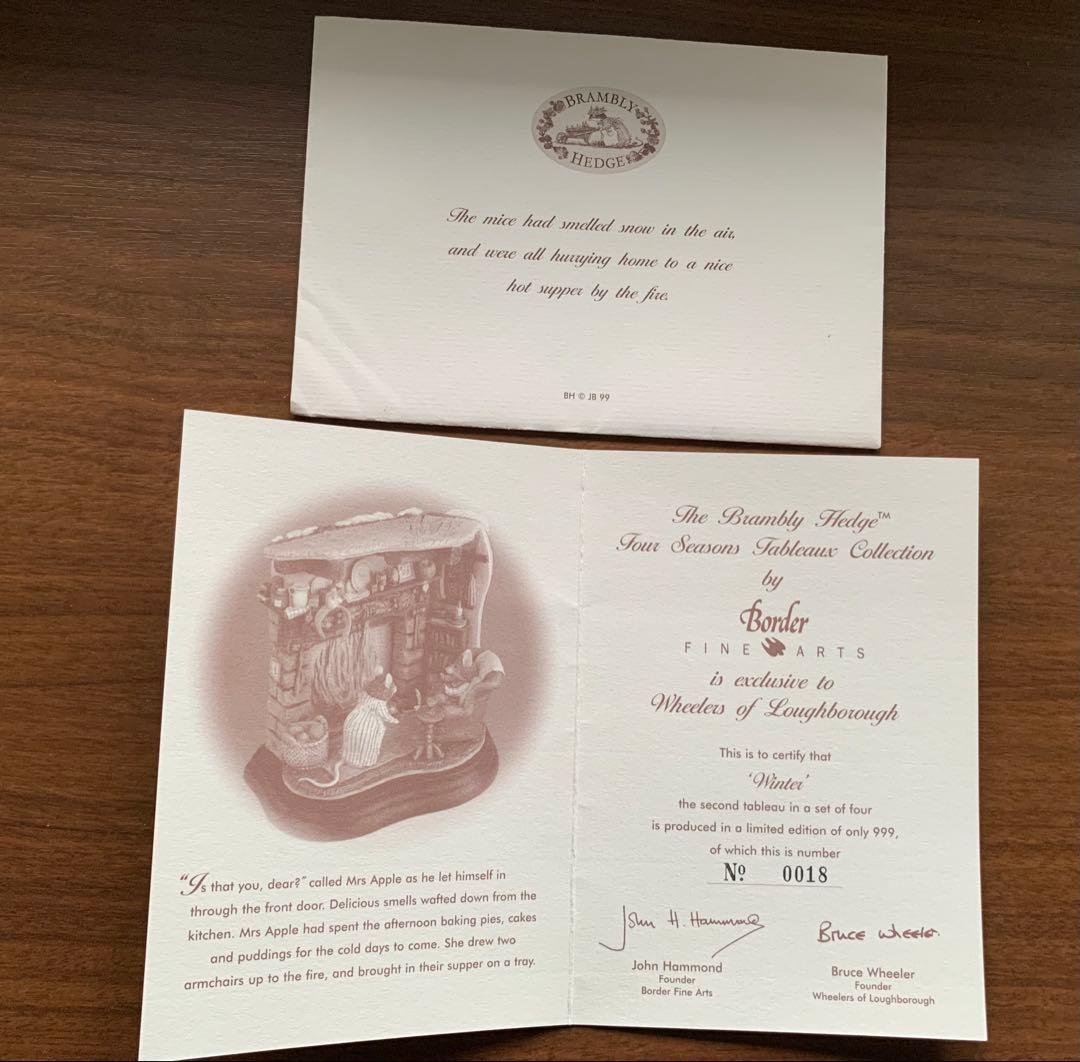 BRAMBLY
HEDGE
The mice had smelled snow in the air,
and were all hurrying home to a nice
hot supper by the fire.
BH © JB 99
"Is that you, dear?" called Mrs Apple as he let himself in
through the front door. Delicious smells wafted down from the
kitchen. Mrs Apple had spent the afternoon baking pies, cakes
and puddings for the cold days to come. She drew two
armchairs up to the fire, and brought in their supper on a tray.
The Brambly Hedge™
Four Seasons Tableaux Collection
by
Border
FINE ARTS
is exclusive to
Wheelers of Loughborough
This is to certify that
'Winter'
the second tableau in a set of four
is produced in a limited edition of only 999,
of which this is number
Nº 0018
John H. Hammond
John Hammond
Founder
Border Fine Arts
Bruce Wheeler.
Bruce Wheeler
Founder
Wheelers of Loughborough